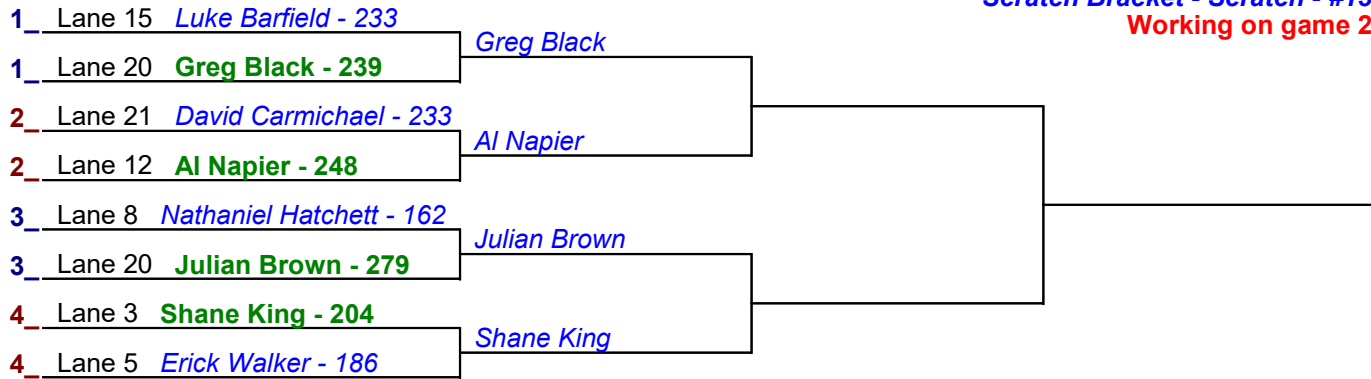 Scratch Bracket - Scratch -
Working on game 2
1_ Lane 15 Luke Barfield - 233
Greg Black
1_ Lane 20 Greg Black - 239
2_ Lane 21 David Carmichael - 233
Al Napier
2_ Lane 12 Al Napier - 248
3_ Lane 8 Nathaniel Hatchett - 162
Julian Brown
3_ Lane 20 Julian Brown - 279
4_ Lane 3 Shane King - 204
Shane King
4_ Lane 5 Erick Walker - 186